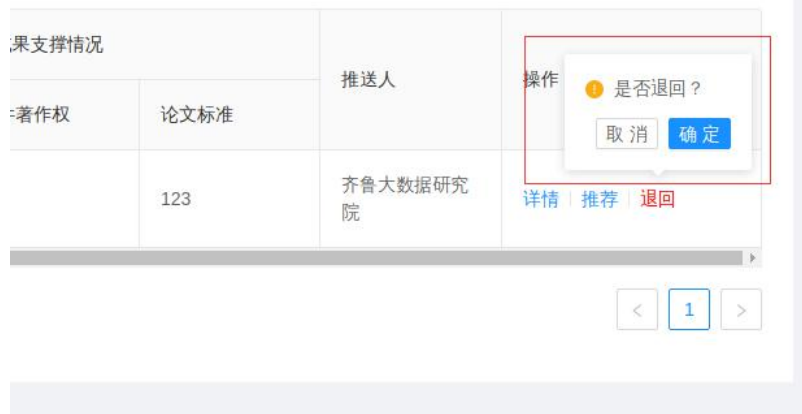 果支撑情况
推送人
操作
是否退回？
取 消
确 定
著作权
论文标准
123
齐鲁大数据研究
院
详情
推荐
退回
<
1
>